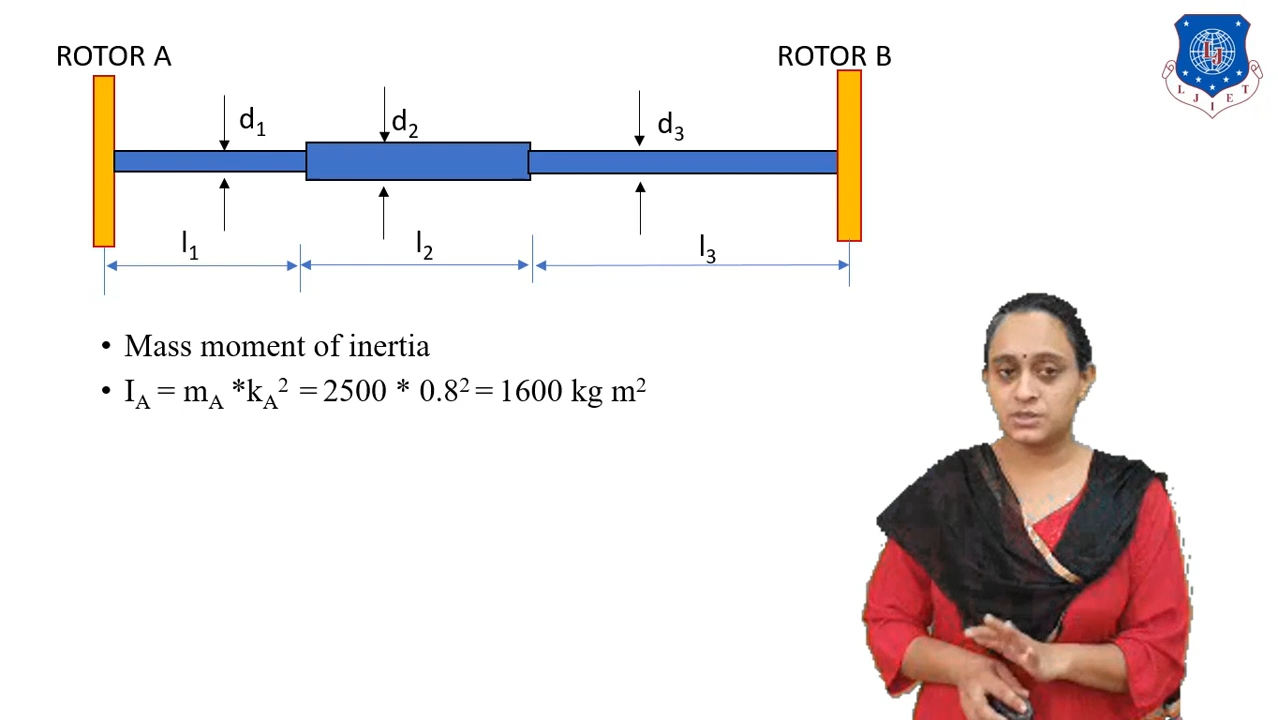 ROTOR A
ROTOR B
d₁
d₂
d₃
l₁
l₂
l₃
• Mass moment of inertia
• I_A = m_A *k_A² = 2500 * 0.8² = 1600 kg m²
LJ
L J I E T